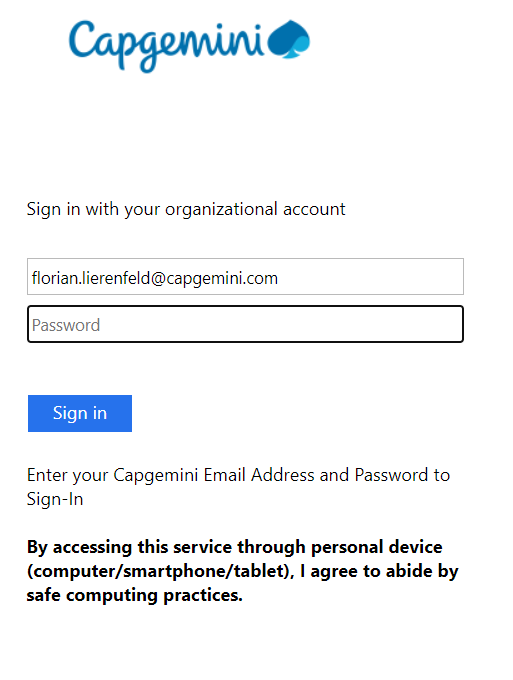 Capgemini
Sign in with your organizational account
florian.lierenfeld@capgemini.com
Password
Sign in
Enter your Capgemini Email Address and Password to
Sign-In
By accessing this service through personal device
(computer/smartphone/tablet), I agree to abide by
safe computing practices.